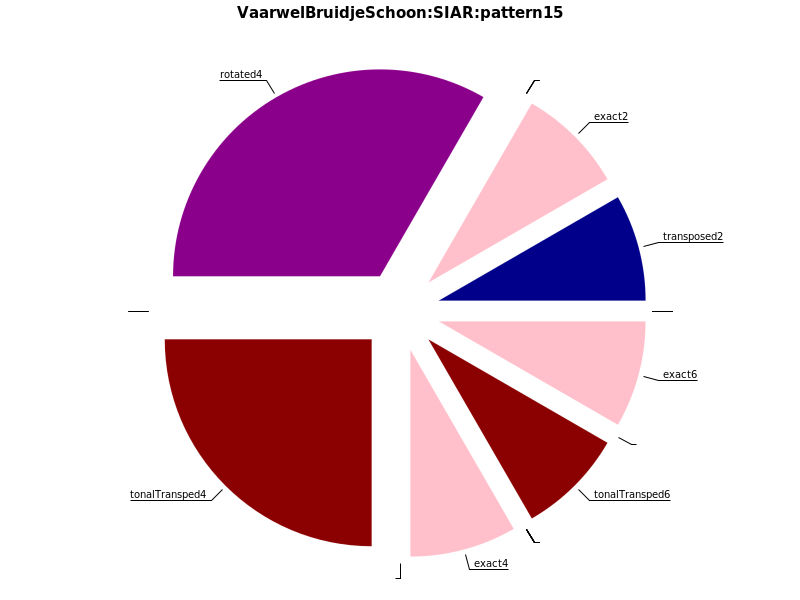 VaarwelBruidjeSchoon:SIAR:pattern15
rotated4
exact2
transposed2
exact6
tonalTransped4
tonalTransped6
exact4